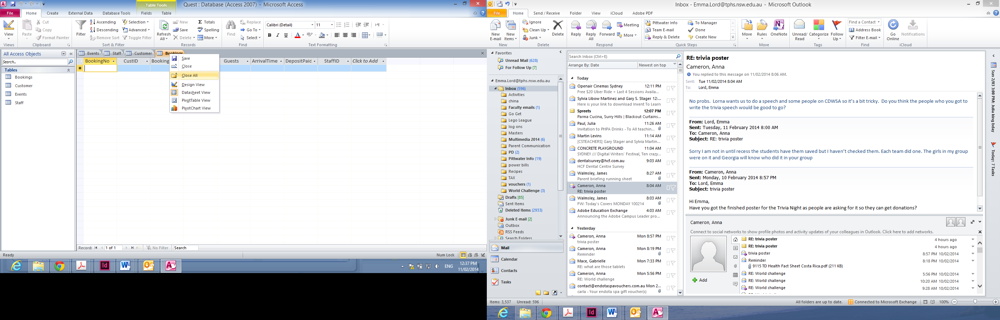 Table Tools
Quest : Database (Access 2007) - Microsoft Access
File
Home
Create
External Data
Database Tools
Fields
Table
View
Views
Paste
Cut
Copy
Format Painter
Clipboard
Filter
Ascending
Descending
Remove Sort
Selection
Advanced
Toggle Filter
Sort & Filter
Refresh All
New
Save
Delete
Totals
Spelling
More
Records
Find
Replace
Go To
Select
Find
Calibri (Detail)
11
B I U
Text Formatting
All Access Objects
Search...
Tables
Bookings
Customer
Events
Staff
Events
Staff
Customer
Bookings
BookingNo
CustID
Booking
Guests
ArrivalTime
DepositPaid
StaffID
Click to Add
Save
Close
Close All
Design View
Datasheet View
PivotTable View
PivotChart View
Record:
1 of 1
No Filter
Search
Ready
Num Lock
ENG
12:37 PM
11/02/2014
Inbox - Emma.Lord@tphs.nsw.edu.au - Microsoft Outlook
File
Home
Send / Receive
Folder
View
iCloud
Adobe PDF
New E-mail
New Items
New
Ignore
Clean Up
Junk
Delete
Delete
Reply
Reply All
Forward
Meeting
More
Respond
Pittwater Info
Team E-mail
Reply & Delete
To Manager
Done
Create New
Quick Steps
Move
Rules
OneNote
Move
Unread/ Read
Categorize
Follow Up
Tags
Find a Contact
Address Book
Filter E-mail
Find
Go Online
Notifications
iCloud
Favorites
Unread Mail (628)
For Follow Up [7]
Emma.Lord@tphs.nsw.edu.au
Inbox (596)
Activities
china
Faculty emails (1)
Go Get
Lego League
log ons
Masters
Multimedia 2014 (6)
Parent Communication
PD (2)
Pittwater Info (19)
power bills
Recipes
TAX
vouchers (1)
World Challenge (3)
Drafts [85]
Sent Items
Deleted Items (2933)
Junk E-mail [2]
Outbox
RSS Feeds
Search Folders
Mail
Calendar
Contacts
Tasks
Search Inbox (Ctrl+E)
Arrange By: Date
Newest on top
Today
Openair Cinemas Sydney 12:11 PM
Free $20 Uber Ride + Last 4 Sessions Availa...
Sylvia Libow Martinez and Gary S. Stager 12:...
Here is your link to download Invent To Learn
Spreets 12:07 PM
Parma Cucina, Surry Hills | Blackout Curtains...
Paul, Julia 11:26 AM
Invitation to PHPA Drinks - To All teachin...
Martin Levins 11:14 AM
[CSTEACHERS] Gary Stager and Sylvia Martin...
CONCRETE PLAYGROUND 11:04 AM
SYDNEY /// Digital Writers' Festival, Ten crazy...
dentalsurvey@hcf.com.au 9:03 AM
HCF Dental Centre Survey
Walmsley, James 8:27 AM
Parent briefing running sheet
Cameron, Anna 8:04 AM
RE: trivia poster
Walmsley, James 8:03 AM
FW: Today's Covers MONDAY 100214
Adobe Education Exchange 4:03 AM
Announcing the Adobe Campus Leader pro...
Yesterday
Cameron, Anna Mon 8:57 PM
trivia poster
Cameron, Anna Mon 8:19 PM
Reminder
Mace, Gabrielle Mon 7:33 PM
RE: what are those tablets
Cameron, Anna Mon 5:56 PM
RE: World challenge
contact@endotaspavouchers.com.au Mon 2...
carla - Your endota spa gift voucher(s)
RE: trivia poster
Cameron, Anna
You replied to this message on 11/02/2014 8:06 AM.
Sent: Tue 11/02/2014 8:04 AM
To: Lord, Emma
No probs. Lorna wants us to do a speech and some people on CDWSA so it's a bit tricky. Do you think the people who you got to
write the trivia speech would be good to go?
From: Lord, Emma
Sent: Tuesday, 11 February 2014 8:00 AM
To: Cameron, Anna
Subject: RE: trivia poster
Sorry I am not in until recess the students have them saved but I haven't checked them. Each team did one. The girls in my group
were on it and Georgia will know who did it in your group
From: Cameron, Anna
Sent: Monday, 10 February 2014 8:57 PM
To: Lord, Emma
Subject: trivia poster
Hi Emma,
Have you got the finished poster for the Trivia Night as people are asking for it so they can get donations?
Cameron, Anna
Connect to social networks to show profile photos and activity updates of your colleagues in Outlook. Click here to add networks.
Add
RE: trivia poster 4 hours ago
RE: trivia poster 4 hours ago
trivia poster 8:57 PM 10/02/2014
Reminder 8:18 PM 10/02/2014
9115 TD Health Fact Sheet Costa Rica.pdf (211 KB)
RE: World challenge 5:56 PM 10/02/2014
RE: World challenge 10:20 AM 10/02/2014
RE: World challenge 9:28 AM 10/02/2014
Sun 2/03 3:00 PM: Julia king bday
Today: 7 Tasks
Items: 3,537
Unread: 596
All folders are up to date.
Connected to Microsoft Exchange
100%